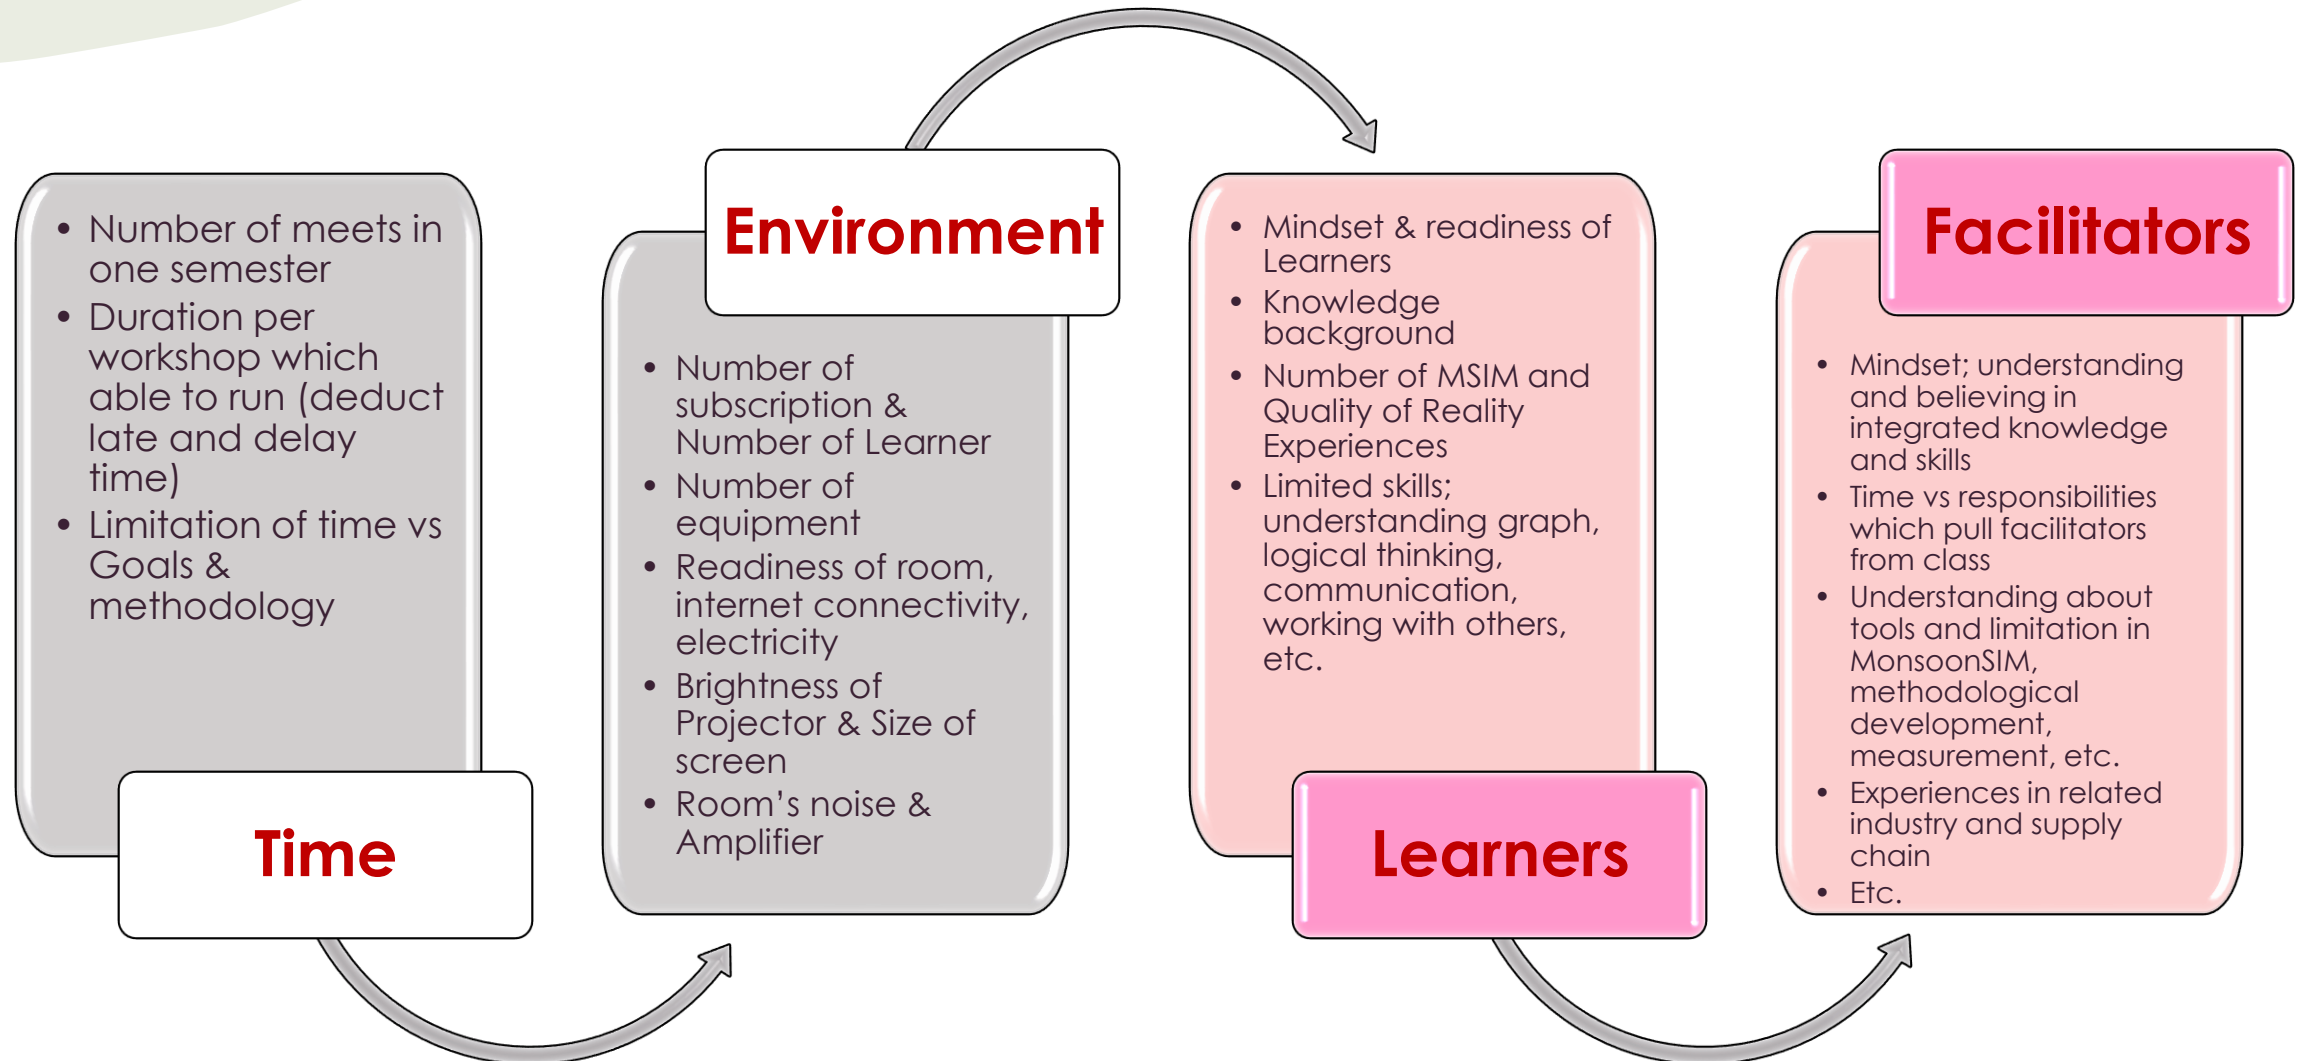 • Number of meets in
one semester
• Duration per
workshop which
able to run (deduct
late and delay
time)
• Limitation of time vs
Goals &
methodology
Time
Environment
• Number of
subscription &
Number of Learner
• Number of
equipment
• Readiness of room,
internet connectivity,
electricity
• Brightness of
Projector & Size of
screen
• Room’s noise &
Amplifier
• Mindset & readiness of
Learners
• Knowledge
background
• Number of MSIM and
Quality of Reality
Experiences
• Limited skills;
understanding graph,
logical thinking,
communication,
working with others,
etc.
Learners
Facilitators
• Mindset; understanding
and believing in
integrated knowledge
and skills
• Time vs responsibilities
which pull facilitators
from class
• Understanding about
tools and limitation in
MonsoonSIM,
methodological
development,
measurement, etc.
• Experiences in related
industry and supply
chain
• Etc.